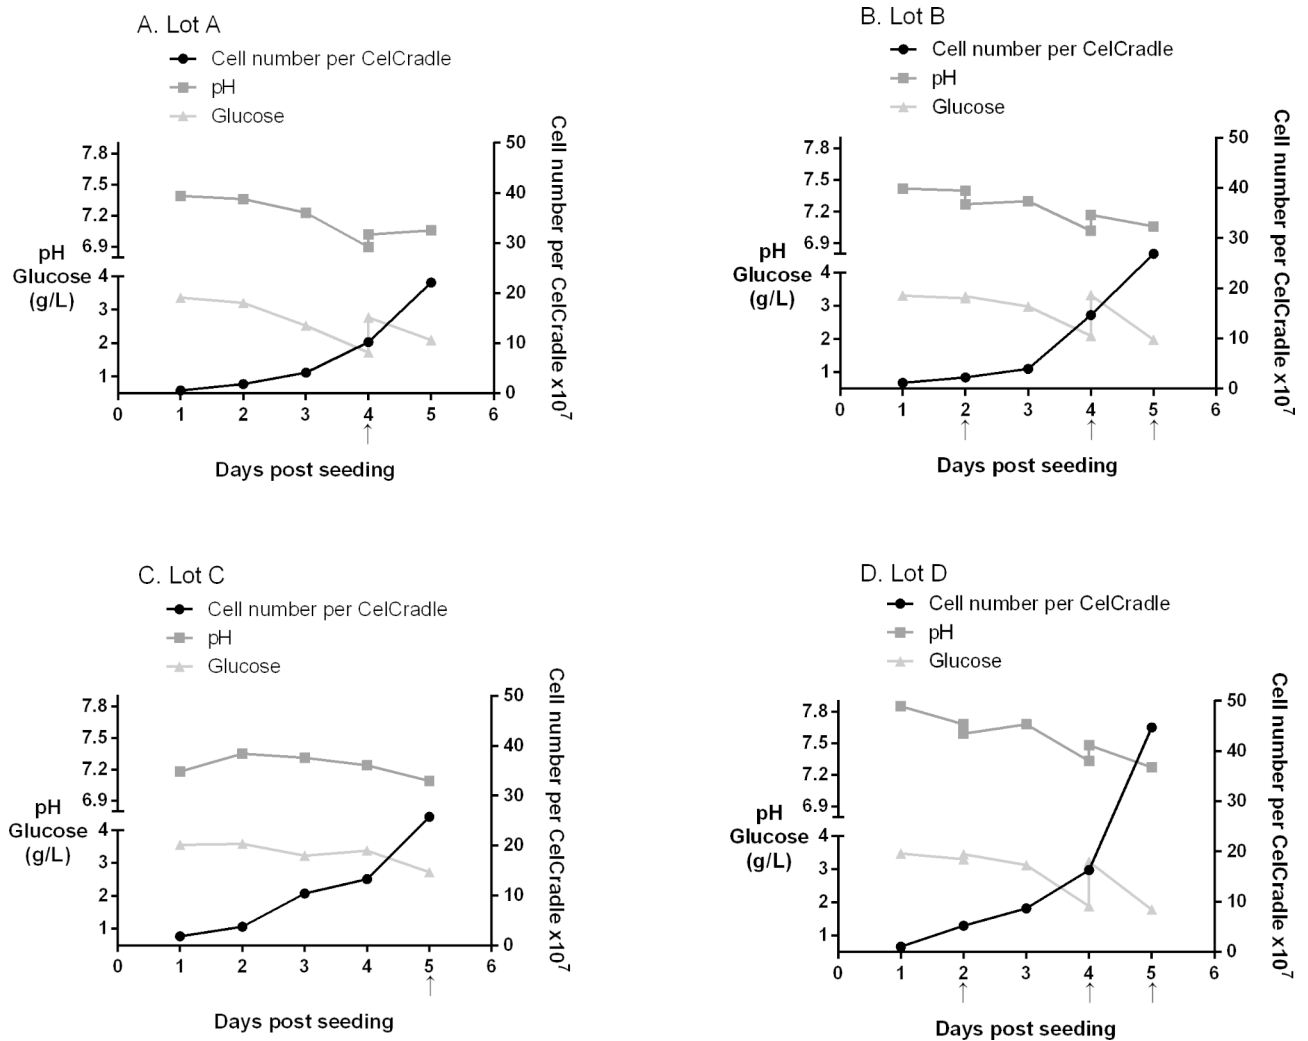 A. Lot A
Cell number per CelCradle
pH
Glucose
7.8
7.5
7.2
6.9
4
3
2
1
pH
Glucose
(g/L)
50
40
30
20
10
0
Cell number per CelCradle x10⁷
0 1 2 3 4 5 6
Days post seeding
B. Lot B
Cell number per CelCradle
pH
Glucose
7.8
7.5
7.2
6.9
4
3
2
1
pH
Glucose
(g/L)
50
40
30
20
10
0
Cell number per CelCradle x10⁷
0 1 2 3 4 5 6
Days post seeding
C. Lot C
Cell number per CelCradle
pH
Glucose
7.8
7.5
7.2
6.9
4
3
2
1
pH
Glucose
(g/L)
50
40
30
20
10
0
Cell number per CelCradle x10⁷
0 1 2 3 4 5 6
Days post seeding
D. Lot D
Cell number per CelCradle
pH
Glucose
7.8
7.5
7.2
6.9
4
3
2
1
pH
Glucose
(g/L)
50
40
30
20
10
0
Cell number per CelCradle x10⁷
0 1 2 3 4 5 6
Days post seeding